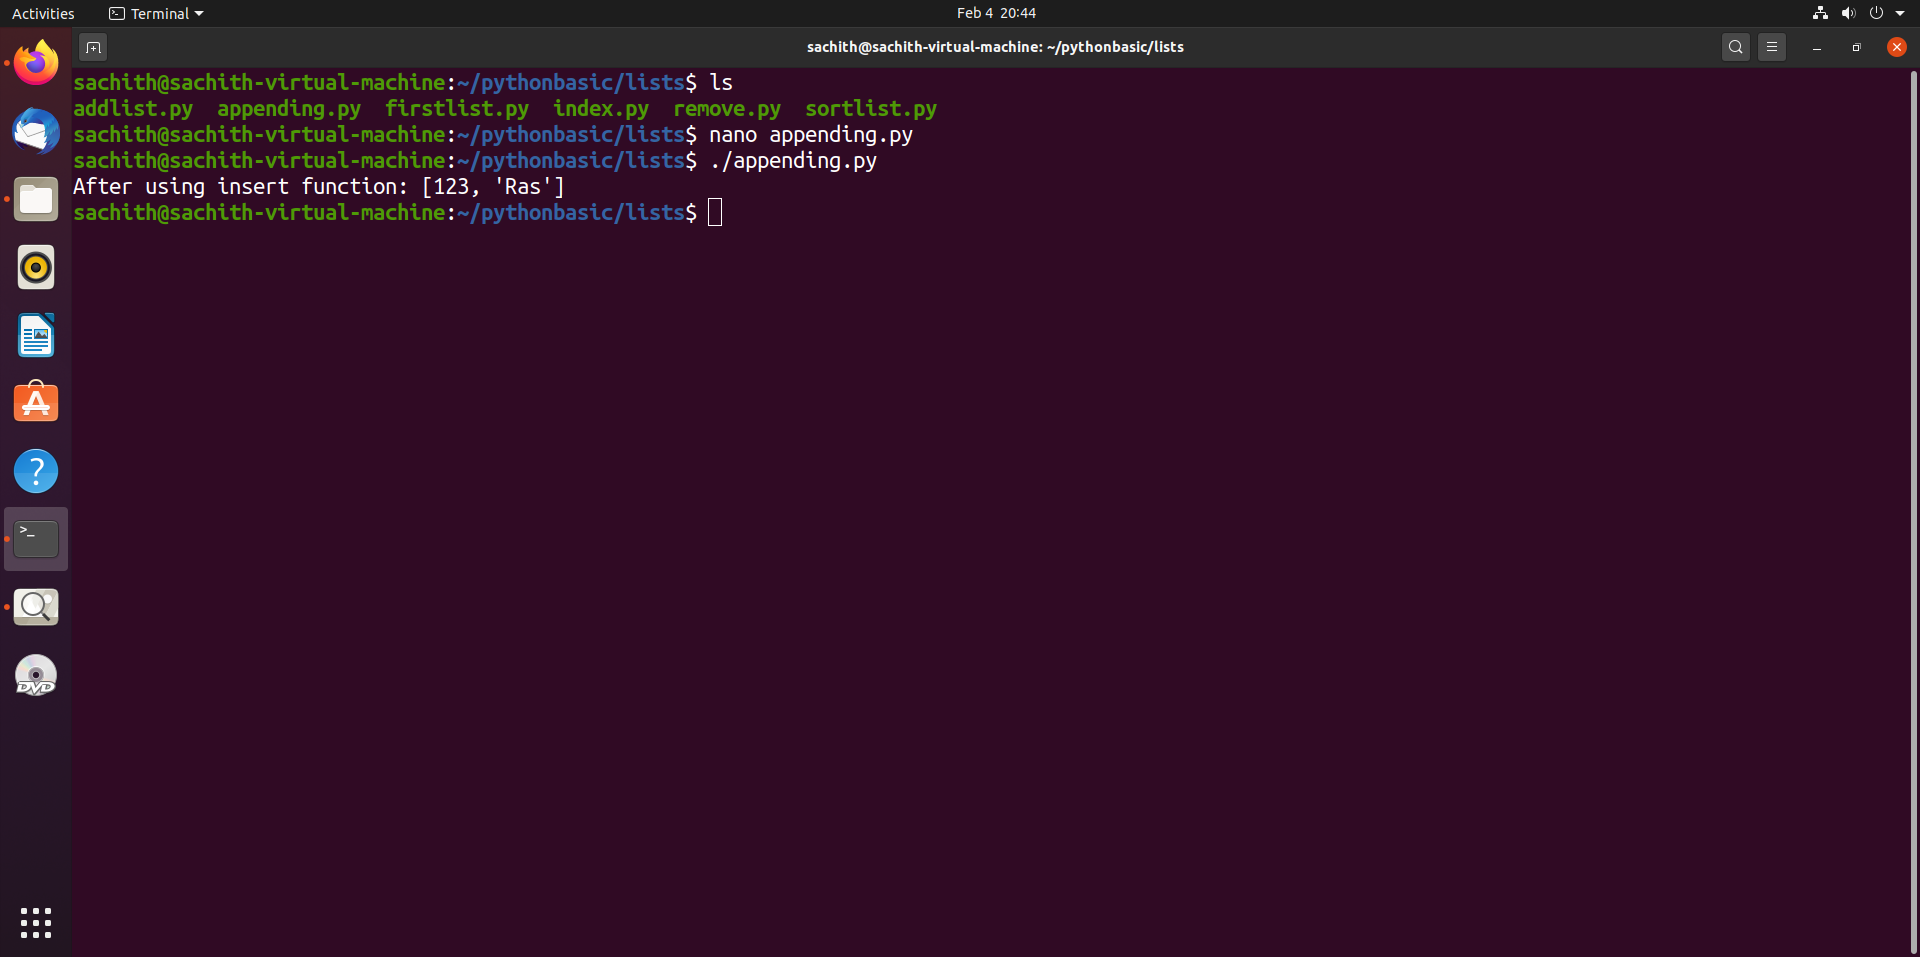 Activities
Terminal
Feb 4 20:44
sachith@sachith-virtual-machine: ~/pythonbasic/lists
sachith@sachith-virtual-machine:~/pythonbasic/lists$ ls
addlist.py appending.py firstlist.py index.py remove.py sortlist.py
sachith@sachith-virtual-machine:~/pythonbasic/lists$ nano appending.py
sachith@sachith-virtual-machine:~/pythonbasic/lists$ ./appending.py
After using insert function: [123, 'Ras']
sachith@sachith-virtual-machine:~/pythonbasic/lists$
?
>_
DVD